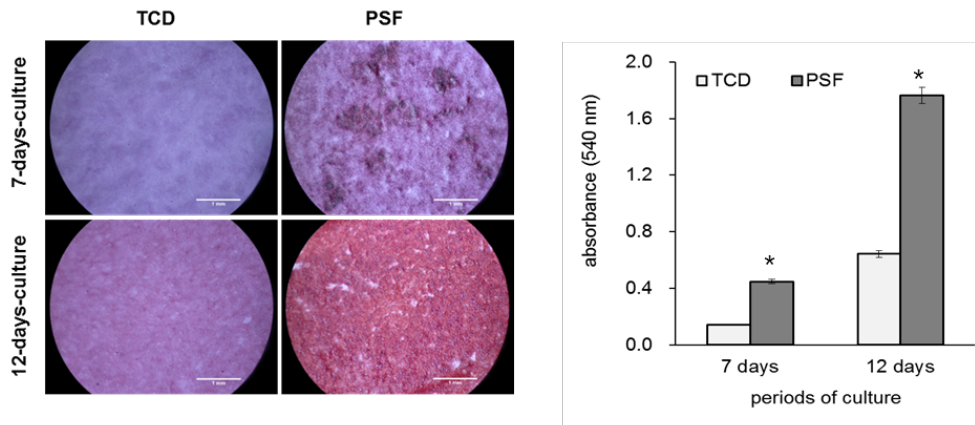 TCD PSF
7-days-culture
1 mm 1 mm
12-days-culture
1 mm 1 mm
absorbance (540 nm)
2.0
1.6
1.2
0.8
0.4
0.0
TCD PSF
*
*
7 days 12 days
periods of culture